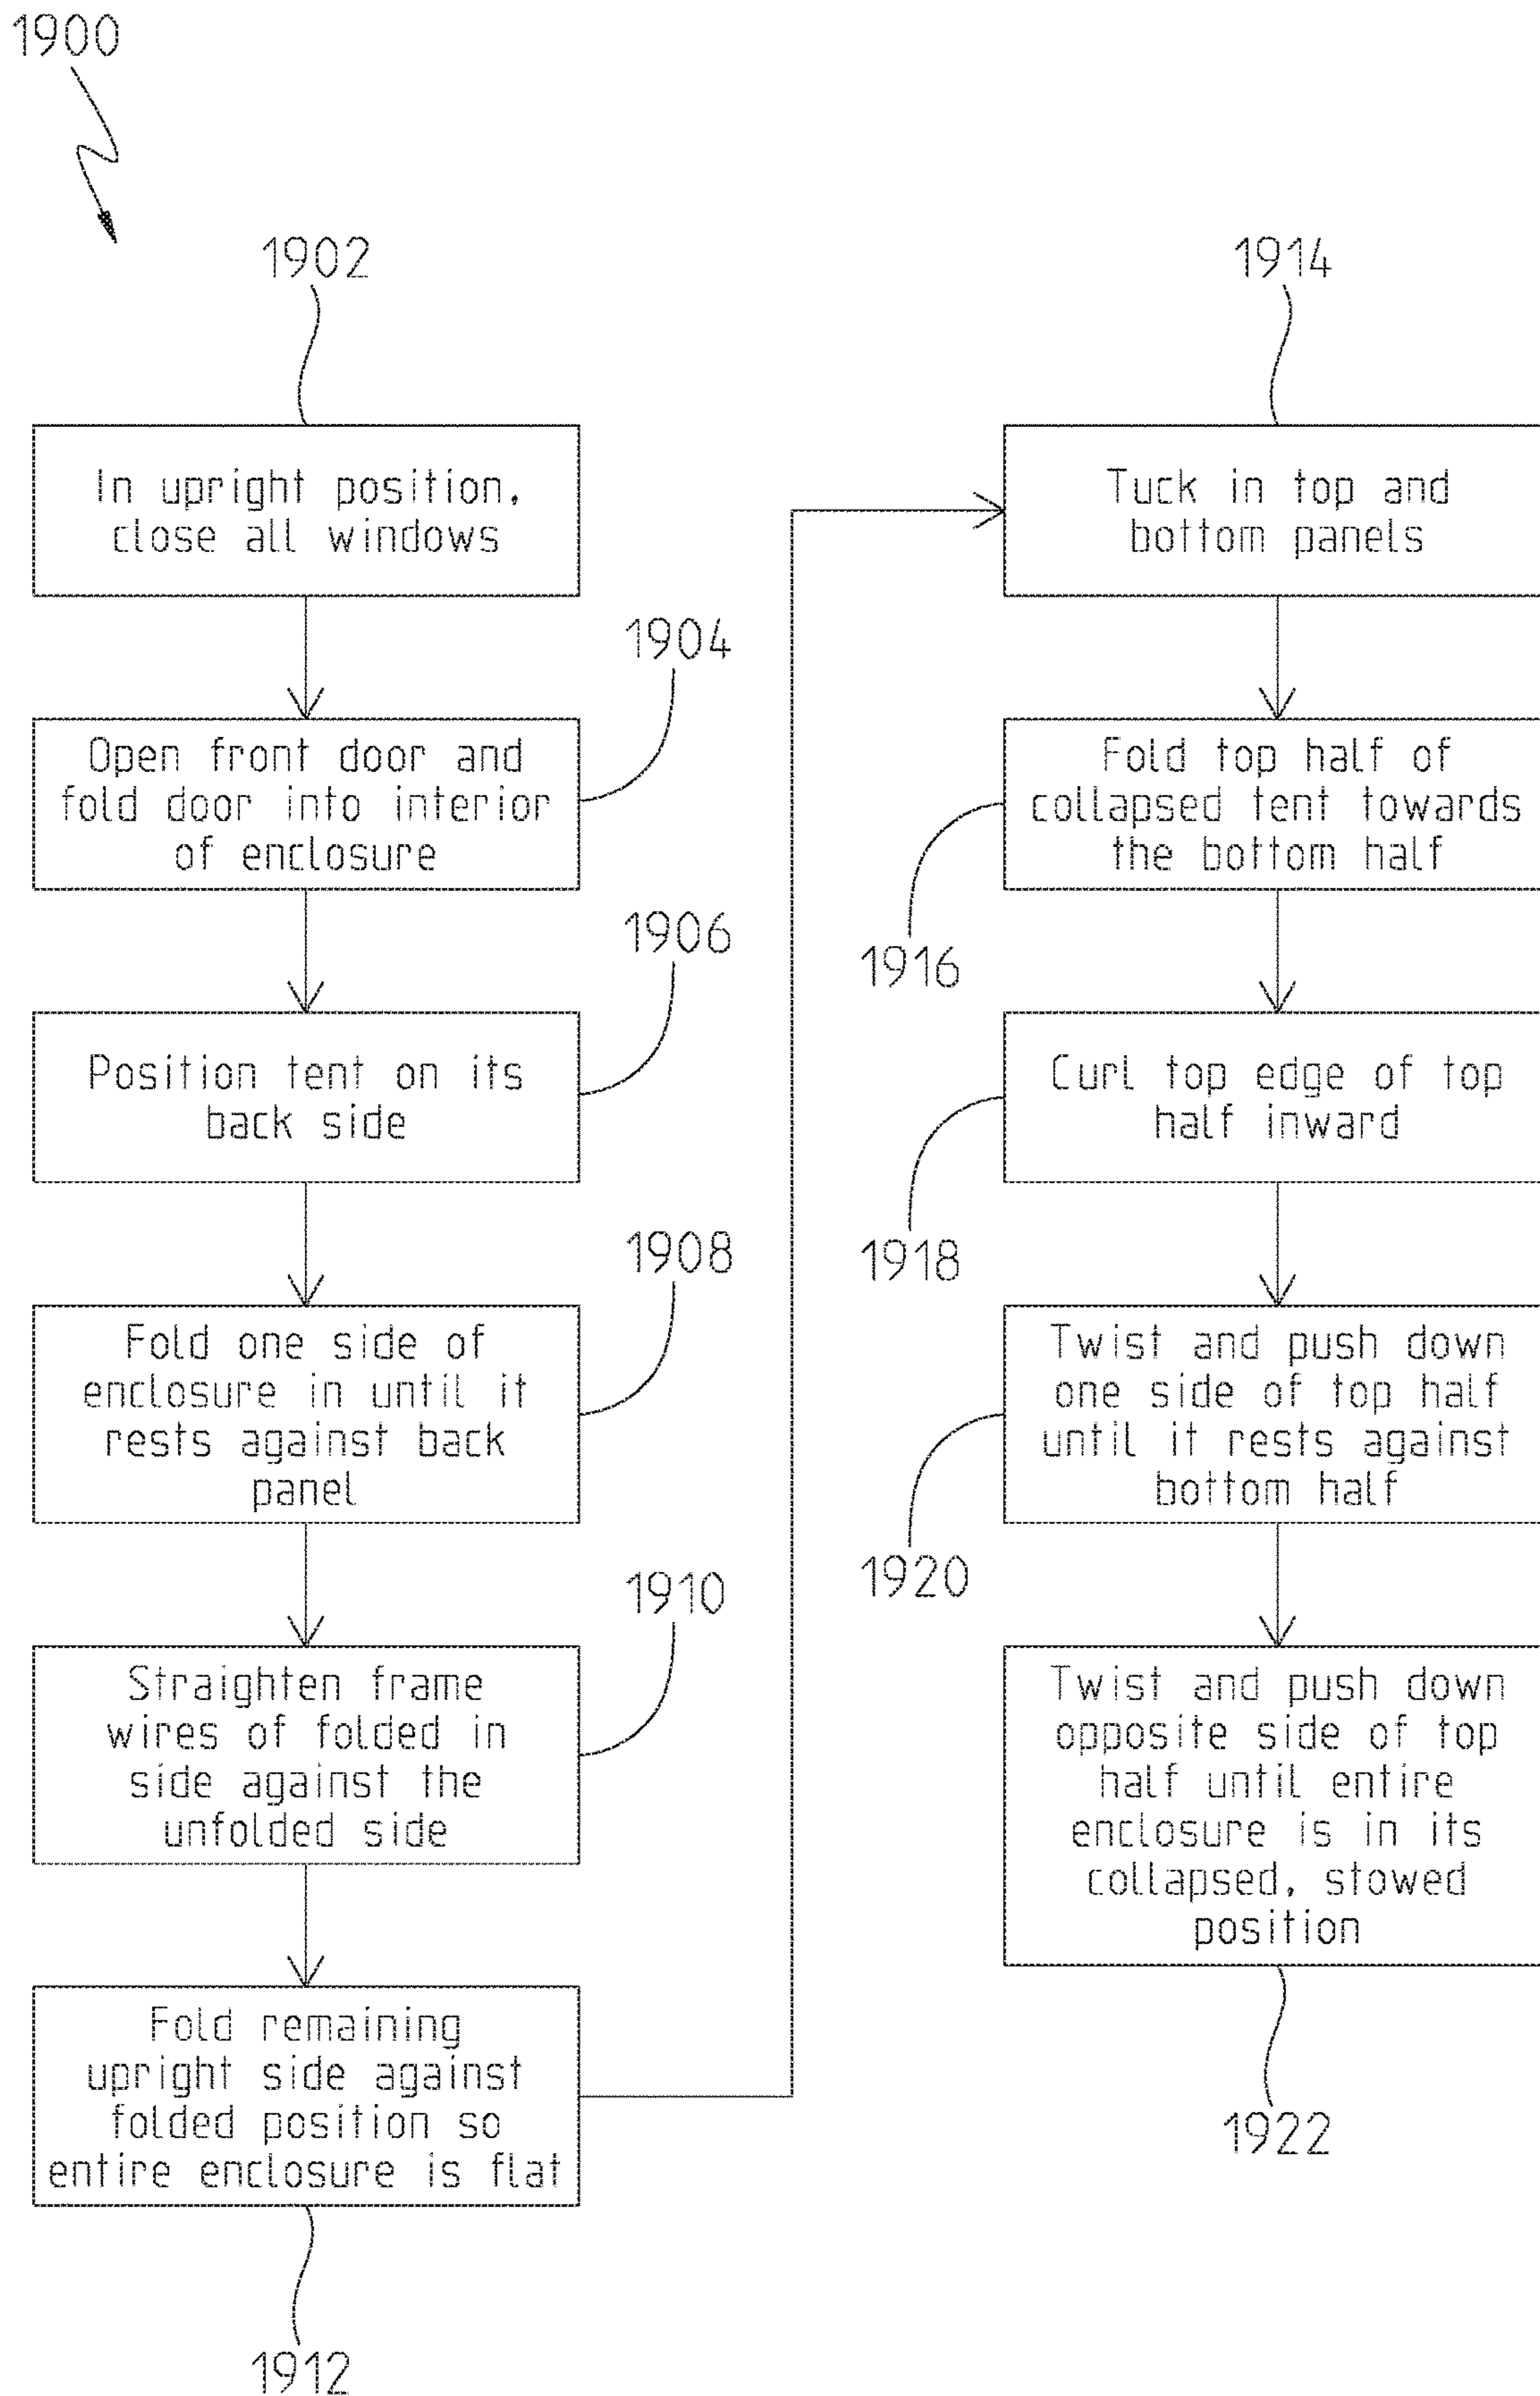 1900
1902
In upright position,
close all windows
1904
Open front door and
fold door into interior
of enclosure
1906
Position tent on its
back side
1908
Fold one side of
enclosure in until it
rests against back
panel
1910
Straighten frame
wires of folded in
side against the
unfolded side
Fold remaining
upright side against
folded position so
entire enclosure is flat
1912
1914
Tuck in top and
bottom panels
Fold top half of
collapsed tent towards
the bottom half
1916
Curl top edge of top
half inward
1918
Twist and push down
one side of top half
until it rests against
bottom half
1920
Twist and push down
opposite side of top
half until entire
enclosure is in its
collapsed, stowed
position
1922